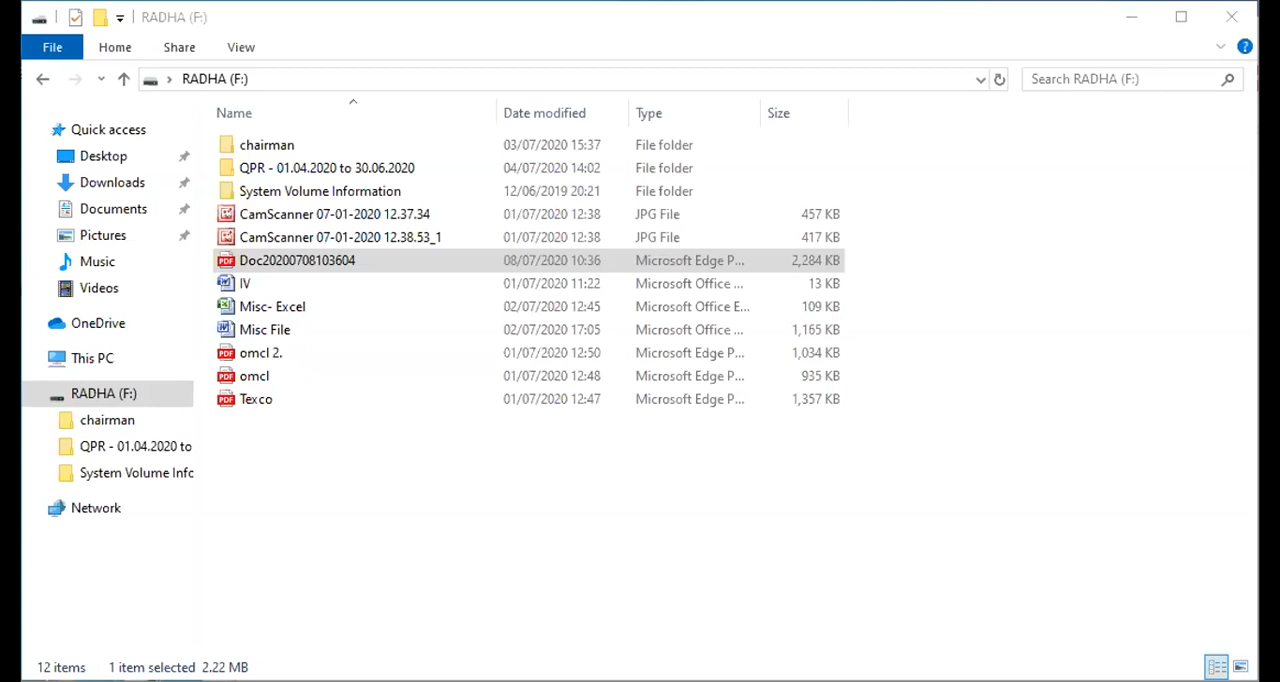 RADHA (F:)
File Home Share View
RADHA (F:) Search RADHA (F:)
Name Date modified Type Size
Quick access
Desktop
Downloads
Documents
Pictures
Music
Videos
OneDrive
This PC
RADHA (F:)
chairman
QPR - 01.04.2020 to
System Volume Infc
Network
chairman 03/07/2020 15:37 File folder
QPR - 01.04.2020 to 30.06.2020 04/07/2020 14:02 File folder
System Volume Information 12/06/2019 20:21 File folder
CamScanner 07-01-2020 12.37.34 01/07/2020 12:38 JPG File 457 KB
CamScanner 07-01-2020 12.38.53_1 01/07/2020 12:38 JPG File 417 KB
PDF Doc20200708103604 08/07/2020 10:36 Microsoft Edge P... 2,284 KB
IV 01/07/2020 11:22 Microsoft Office ... 13 KB
Misc- Excel 02/07/2020 12:45 Microsoft Office E... 109 KB
Misc File 02/07/2020 17:05 Microsoft Office ... 1,165 KB
PDF omcl 2. 01/07/2020 12:50 Microsoft Edge P... 1,034 KB
PDF omcl 01/07/2020 12:48 Microsoft Edge P... 935 KB
PDF Texco 01/07/2020 12:47 Microsoft Edge P... 1,357 KB
12 items 1 item selected 2.22 MB